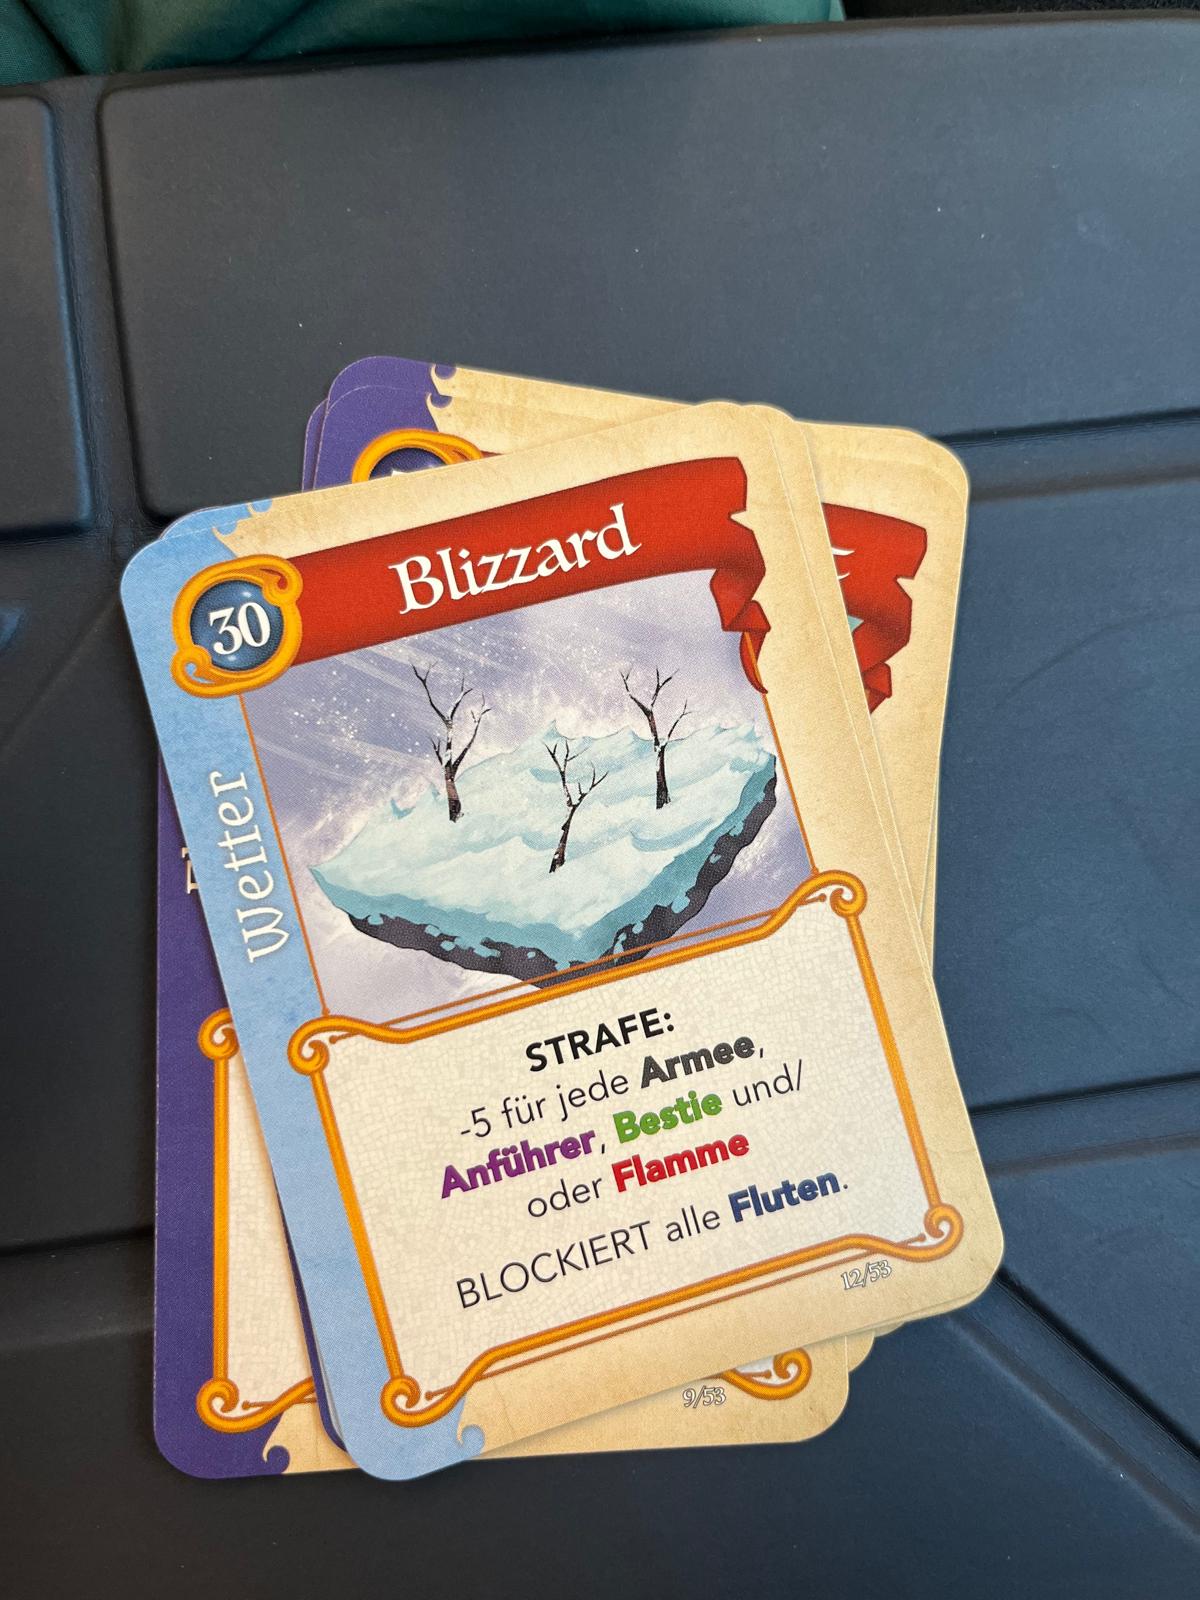 Blizzard
30
Wetter
STRAFE:
-5 für jede Armee,
Anführer, Bestie und/
oder Flamme
BLOCKIERT alle Fluten.
12/53
9/53